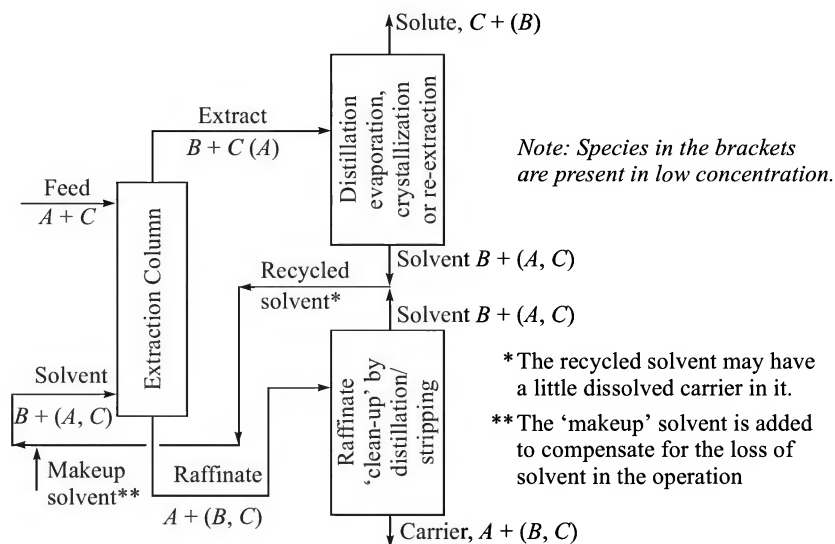 Solute, C + (B)
Extract
B + C (A)
Distillation
evaporation,
crystallization
or re-extraction
Note: Species in the brackets
are present in low concentration.
Feed
A + C
Extraction Column
Solvent B + (A, C)
Recycled
solvent*
Solvent B + (A, C)
Solvent
B + (A, C)
Raffinate
‘clean-up’ by
distillation/
stripping
* The recycled solvent may have
a little dissolved carrier in it.
** The ‘makeup’ solvent is added
to compensate for the loss of
solvent in the operation
Makeup
solvent**
Raffinate
A + (B, C)
Carrier, A + (B, C)